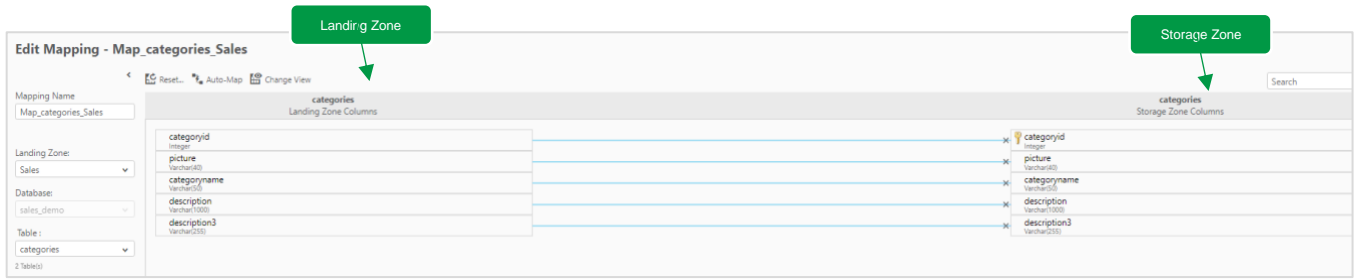 Landing Zone
Storage Zone
Edit Mapping - Map_categories_Sales
Reset... Auto-Map Change View
Search
Mapping Name
Map_categories_Sales
categories
Landing Zone Columns
categories
Storage Zone Columns
categoryid
Integer
categoryid
Integer
picture
Varchar(40)
picture
Varchar(40)
categoryname
Varchar(50)
categoryname
Varchar(50)
description
Varchar(1000)
description
Varchar(1000)
description3
Varchar(255)
description3
Varchar(255)
Landing Zone:
Sales
Database:
sales_demo
Table :
categories
2 Table(s)